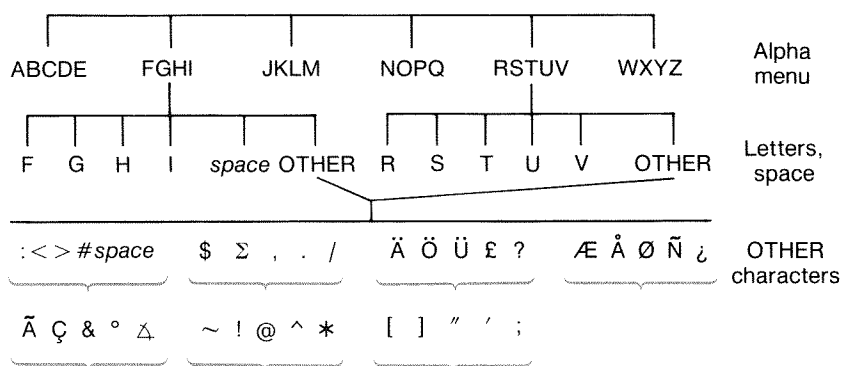 ABCDE FGHI JKLM NOPQ RSTUV WXYZ Alpha
menu
F G H I space OTHER R S T U V OTHER Letters,
space
: < > # space $ Σ , . / Ä Ö Ü £ ? Æ Å Ø Ñ ¿ OTHER
characters
Ã Ç & ° ∡ ~ ! @ ^ * [ ] " ' ;